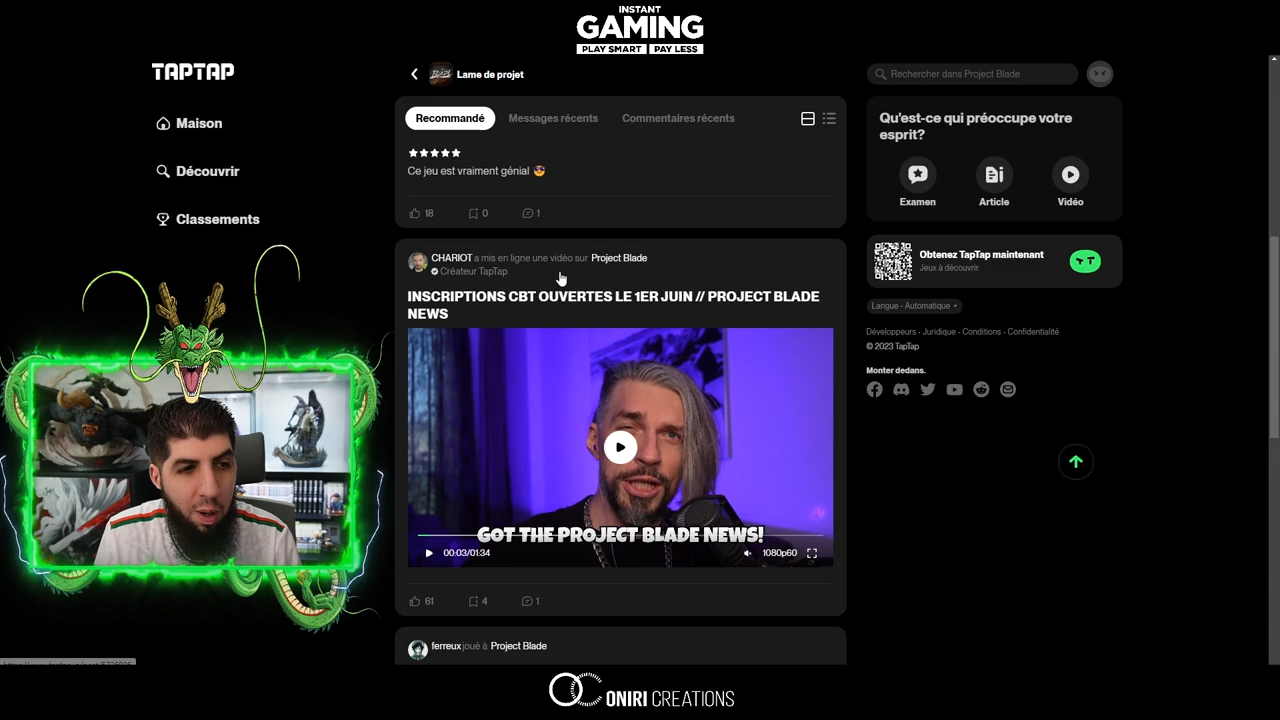 INSTANT
GAMING
PLAY SMART PAY LESS
TAPTAP
Lame de projet
Rechercher dans Project Blade
Maison
Découvrir
Classements
Recommandé
Messages récents
Commentaires récents
Ce jeu est vraiment génial
18
0
1
CHARIOT a mis en ligne une vidéo sur Project Blade
Créateur TapTap
INSCRIPTIONS CBT OUVERTES LE 1ER JUIN // PROJECT BLADE
NEWS
GOT THE PROJECT BLADE NEWS!
00:03/01:34
1080p60
61
4
1
ferreux joué à Project Blade
Qu'est-ce qui préoccupe votre
esprit?
Examen
Article
Vidéo
Obtenez TapTap maintenant
Jeux à découvrir.
Langue - Automatique
Développeurs · Juridique · Conditions · Confidentialité
© 2023 TapTap
Monter dedans.
ONIRI CREATIONS